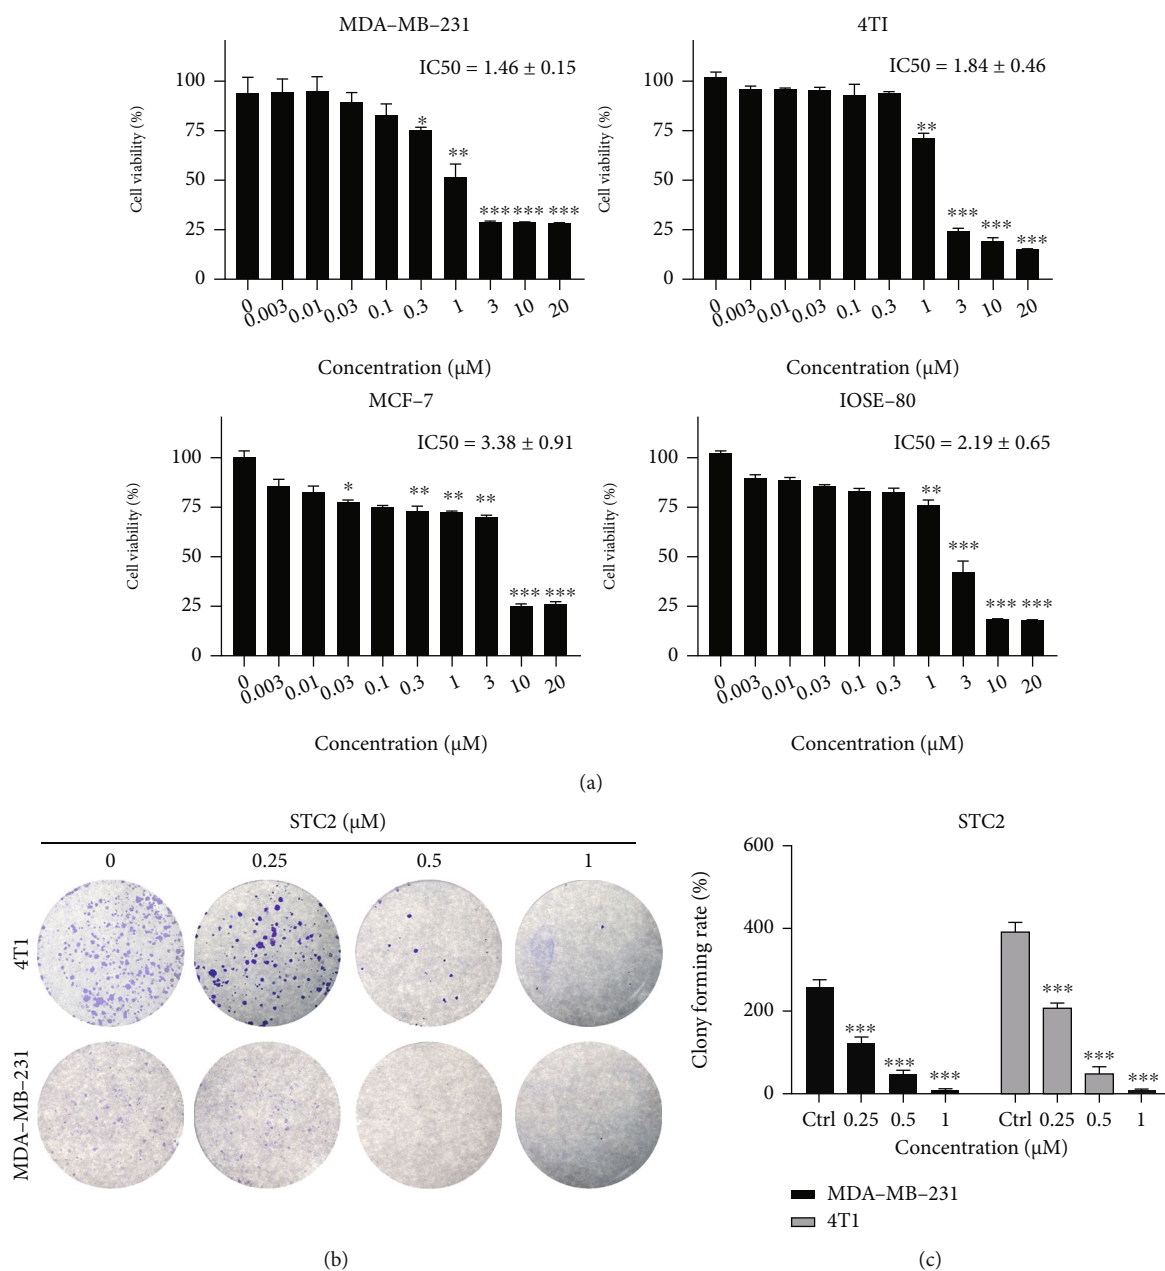 MDA–MB–231
IC50 = 1.46 ± 0.15
Cell viability (%)
100
75
50
25
0
*
**
*** *** ***
0 0.003 0.01 0.03 0.1 0.3 1 3 10 20
Concentration (μM)
4TI
IC50 = 1.84 ± 0.46
Cell viability (%)
100
75
50
25
0
**
***
***
***
0 0.003 0.01 0.03 0.1 0.3 1 3 10 20
Concentration (μM)
MCF–7
IC50 = 3.38 ± 0.91
Cell viability (%)
100
75
50
25
0
* ** ** **
*** ***
0 0.003 0.01 0.03 0.1 0.3 1 3 10 20
Concentration (μM)
IOSE–80
IC50 = 2.19 ± 0.65
Cell viability (%)
100
75
50
25
0
**
***
*** ***
0 0.003 0.01 0.03 0.1 0.3 1 3 10 20
Concentration (μM)
(a)
STC2 (μM)
0 0.25 0.5 1
4T1
MDA–MB–231
(b)
STC2
Clony forming rate (%)
600
400
200
0
***
***
***
***
***
***
Ctrl 0.25 0.5 1 Ctrl 0.25 0.5 1
Concentration (μM)
MDA–MB–231
4T1
(c)